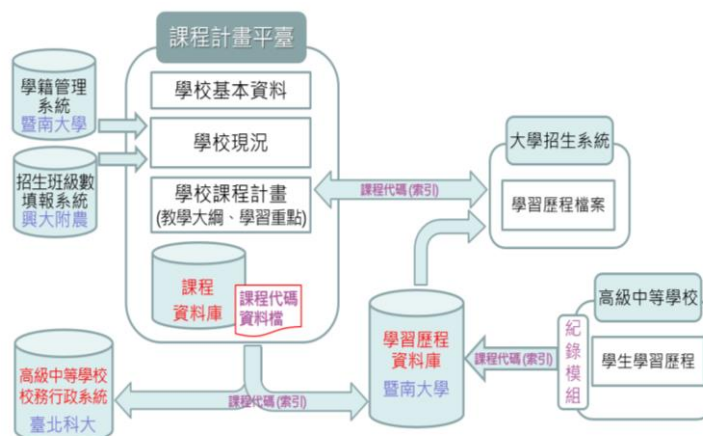 課程計畫平臺
學籍管理
系統
暨南大學
學校基本資料
學校現況
招生班級數
填報系統
興大附農
學校課程計畫
(教學大綱、學習重點)
課程
資料庫
課程代碼
資料檔
課程代碼(索引)
大學招生系統
學習歷程檔案
高級中等學校
紀錄模組
學生學習歷程
課程代碼(索引)
學習歷程
資料庫
暨南大學
高級中等學校
校務行政系統
臺北科大
課程代碼(索引)